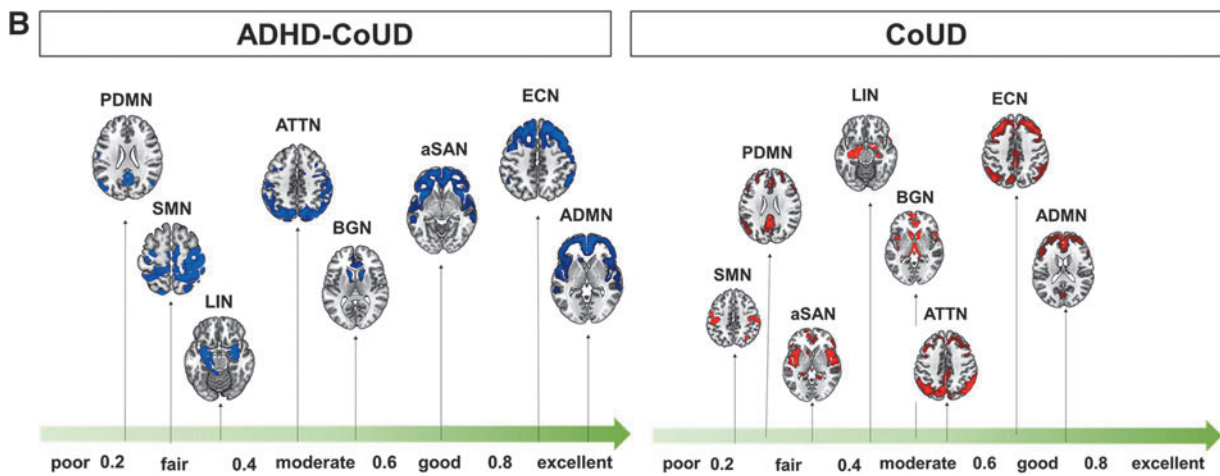 B
ADHD-CoUD
CoUD
PDMN
SMN
LIN
ATTN
BGN
aSAN
ECN
ADMN
poor 0.2 fair 0.4 moderate 0.6 good 0.8 excellent
SMN
PDMN
aSAN
LIN
BGN
ATTN
ECN
ADMN
poor 0.2 fair 0.4 moderate 0.6 good 0.8 excellent